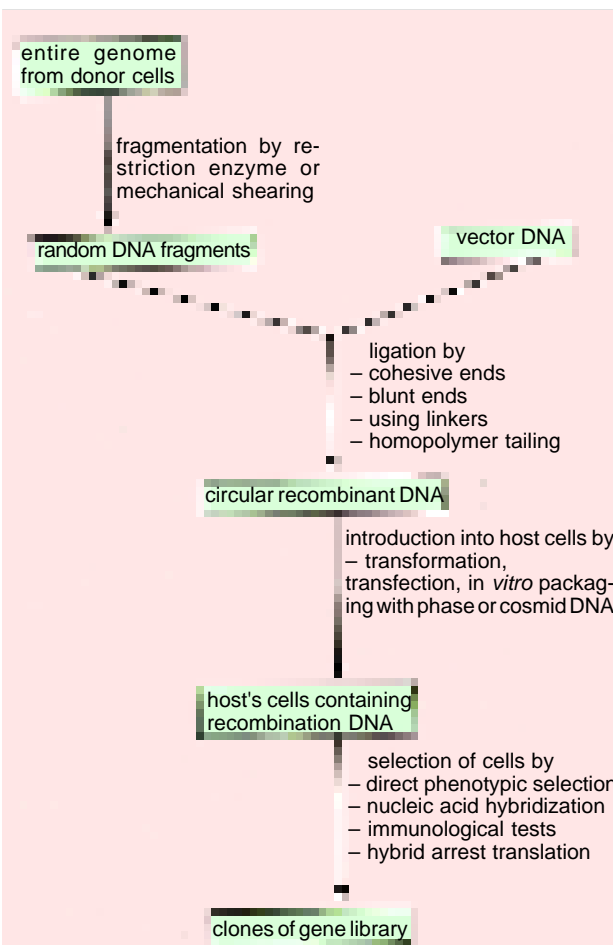 entire genome
from donor cells
fragmentation by re-
striction enzyme or
mechanical shearing
random DNA fragments
vector DNA
ligation by
– cohesive ends
– blunt ends
– using linkers
– homopolymer tailing
circular recombinant DNA
introduction into host cells by
– transformation,
transfection, in vitro packag-
ing with phase or cosmid DNA
host's cells containing
recombination DNA
selection of cells by
– direct phenotypic selection
– nucleic acid hybridization
– immunological tests
– hybrid arrest translation
clones of gene library